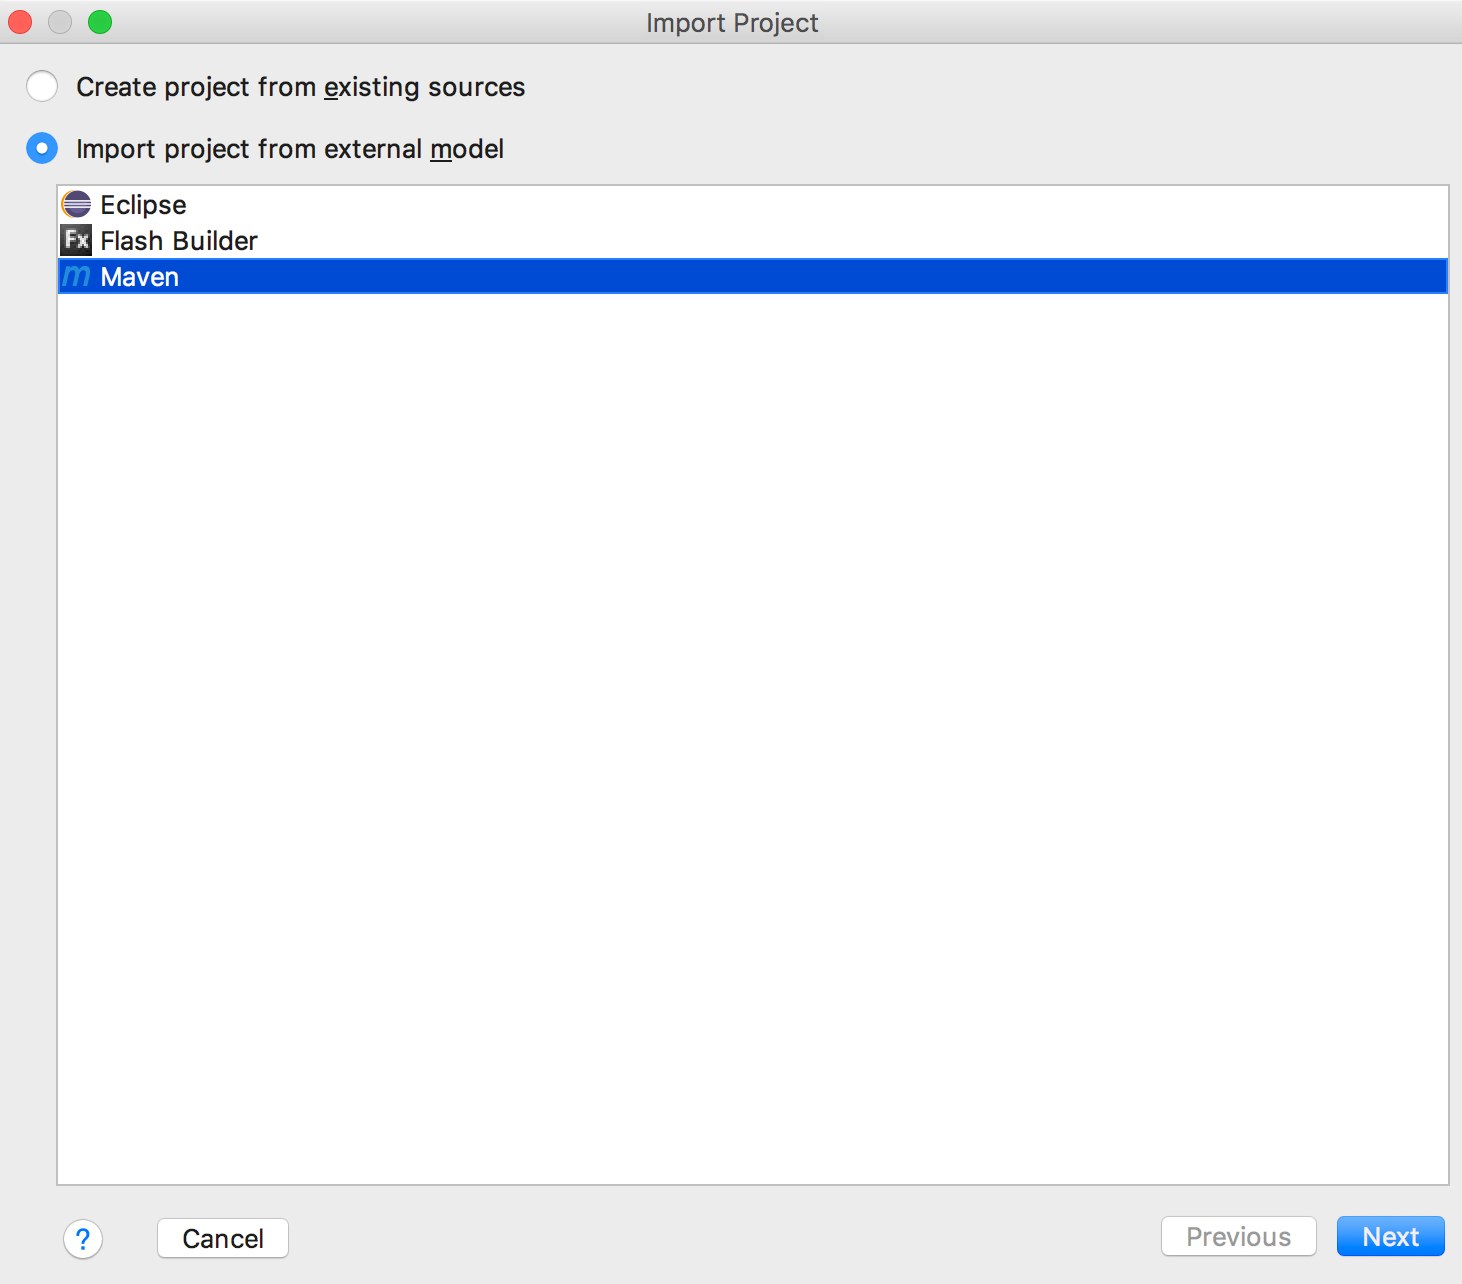 Import Project
Create project from existing sources
Import project from external model
Eclipse
Fx Flash Builder
m Maven
? Cancel Previous Next